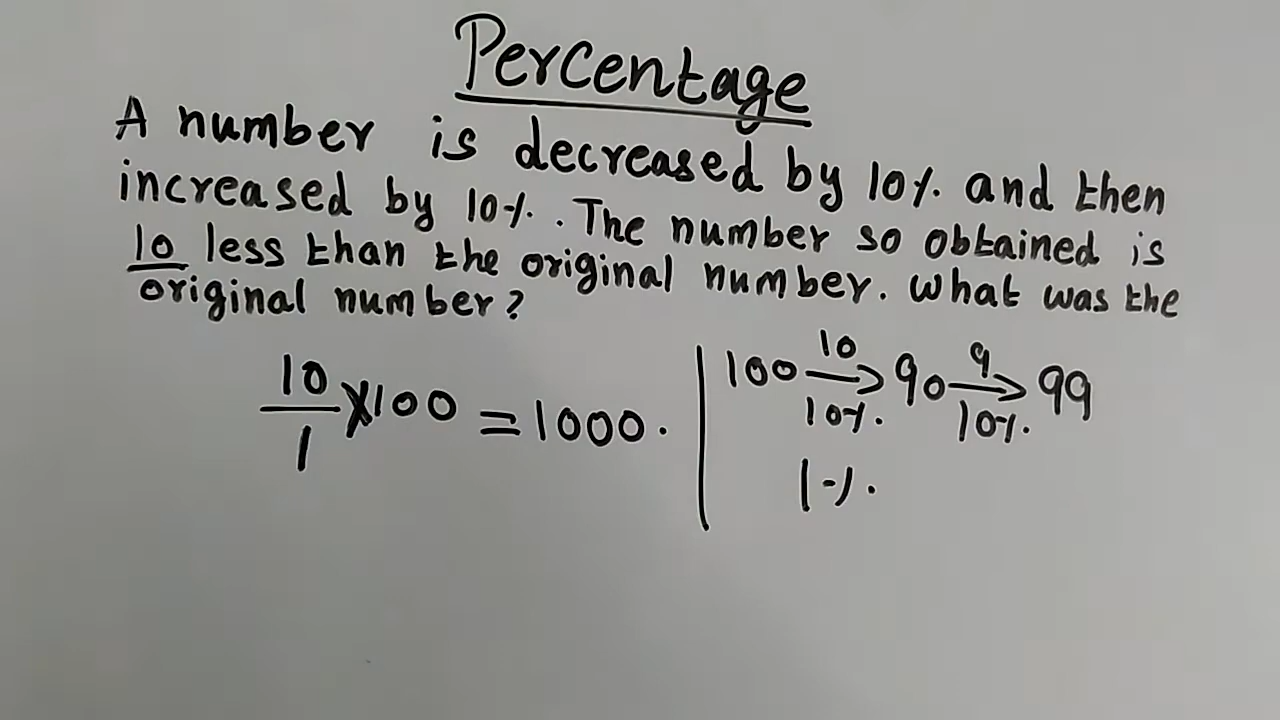 Percentage
A number is decreased by 10% and then
increased by 10%. The number so obtained is
10 less than the original number. What was the
original number?
10/1 × 100 = 1000.
100 →(10, 10%) 90 →(9, 10%) 99
1%.